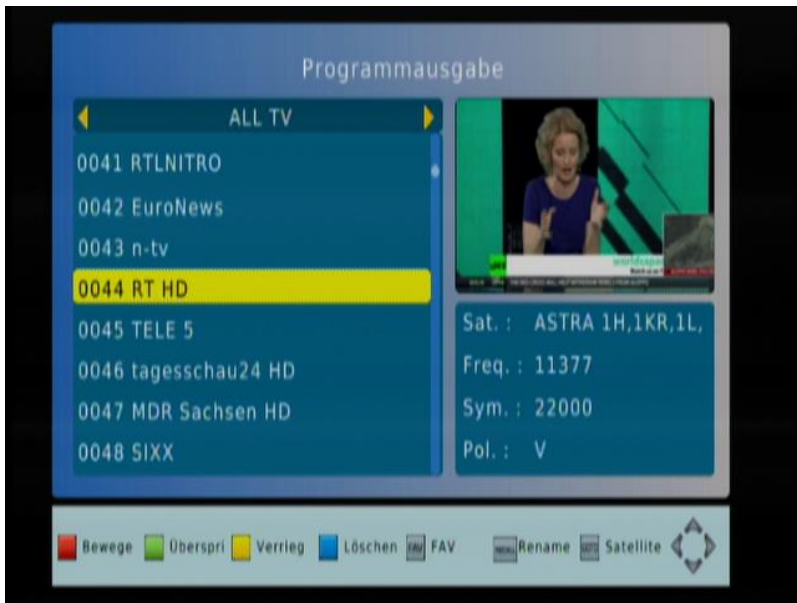 Programmausgabe
ALL TV
0041 RTLNITRO
0042 EuroNews
0043 n-tv
0044 RT HD
0045 TELE 5
0046 tagesschau24 HD
0047 MDR Sachsen HD
0048 SIXX
worldsapa
Sat. : ASTRA 1H,1KR,1L,
Freq. : 11377
Sym. : 22000
Pol. : V
Bewege Überspri Verrieg Löschen FAV FAV Rename Satellite